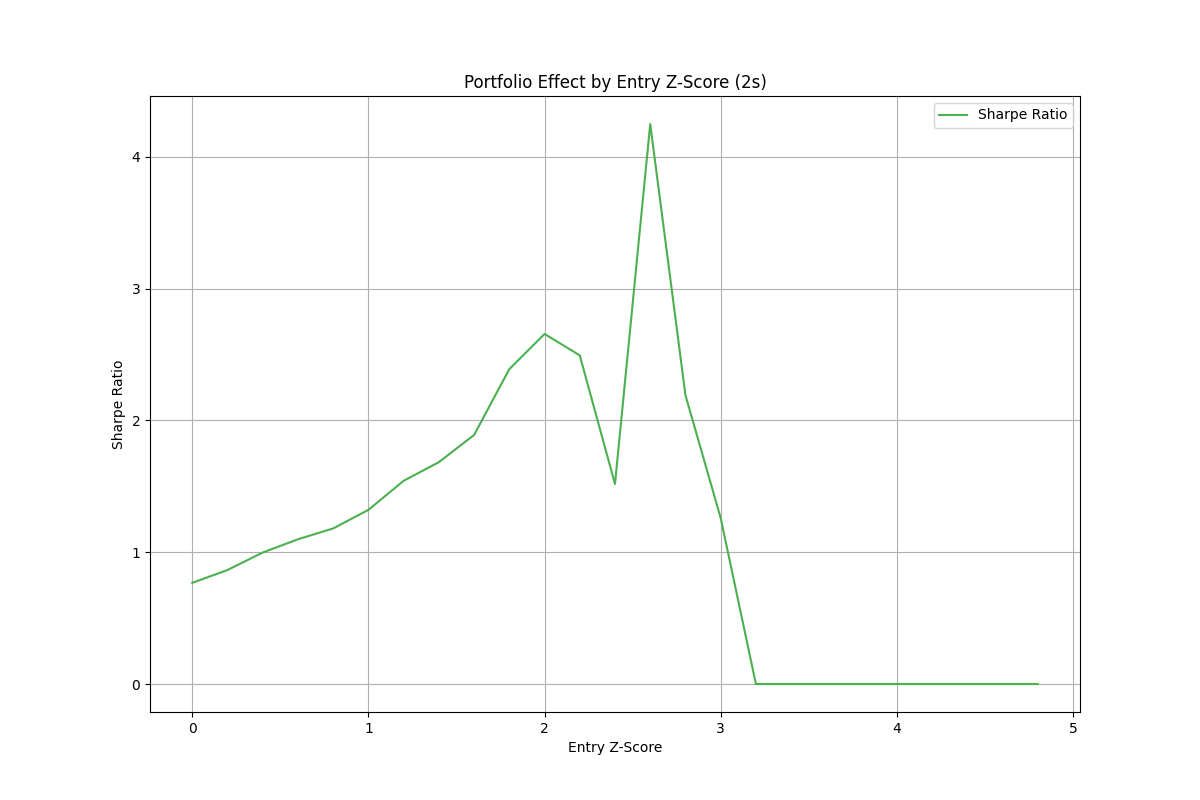 Portfolio Effect by Entry Z-Score (2s)
Sharpe Ratio
4
3
2
1
0
Sharpe Ratio
0 1 2 3 4 5
Entry Z-Score